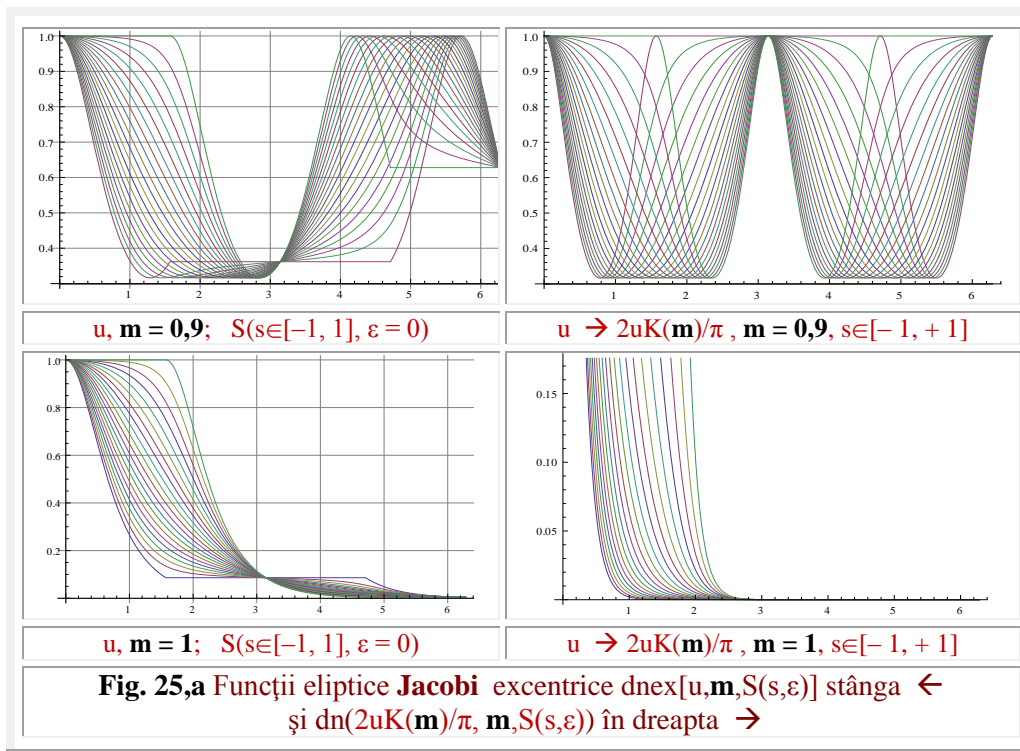 1.0
0.9
0.8
0.7
0.6
0.5
0.4
1 2 3 4 5 6
1.0
0.9
0.8
0.7
0.6
0.5
0.4
1 2 3 4 5 6
u, m = 0,9; S(s∈[−1, 1], ε = 0)
u → 2uK(m)/π , m = 0,9, s∈[− 1, + 1]
1.0
0.8
0.6
0.4
0.2
1 2 3 4 5 6
0.15
0.10
0.05
1 2 3 4 5 6
u, m = 1; S(s∈[−1, 1], ε = 0)
u → 2uK(m)/π , m = 1, s∈[− 1, + 1]
Fig. 25,a Funcții eliptice Jacobi excentrice dnex[u,m,S(s,ε)] stânga ←
și dn(2uK(m)/π, m,S(s,ε)) în dreapta →